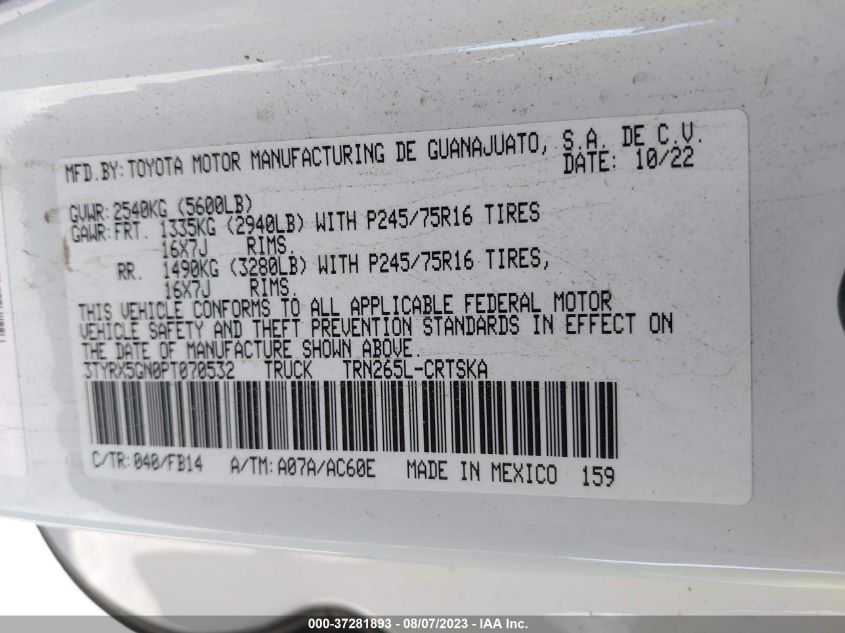 MFD.BY:TOYOTA MOTOR MANUFACTURING DE GUANAJUATO, S.A. DE C.V.
DATE: 10/22
GVWR:2540KG (5600LB)
GAWR:FRT. 1335KG (2940LB) WITH P245/75R16 TIRES
16X7J RIMS.
RR. 1490KG (3280LB) WITH P245/75R16 TIRES,
16X7J RIMS.
THIS VEHICLE CONFORMS TO ALL APPLICABLE FEDERAL MOTOR
VEHICLE SAFETY AND THEFT PREVENTION STANDARDS IN EFFECT ON
THE DATE OF MANUFACTURE SHOWN ABOVE.
3TYRX5GN0PT070532 TRUCK TRN265L-CRTSKA
C/TR:040/FB14 A/TM:A07A/AC60E MADE IN MEXICO 159
000-37281893 - 08/07/2023 - IAA Inc.